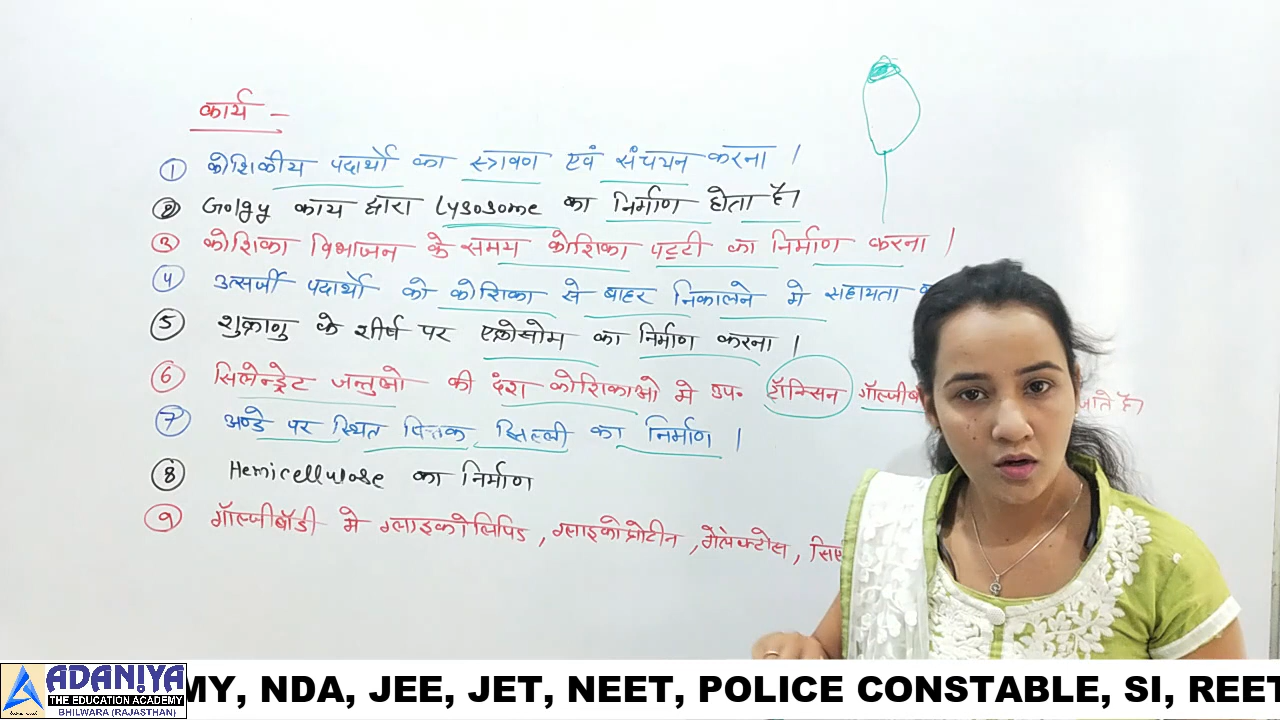 कार्य -
① कोशिकीय पदार्थो का स्त्रावण एवं संचयन करना ।
② Golgy काय द्वारा Lysosome का निर्माण होता है।
③ कोशिका विभाजन के समय कोशिका पट्टी का निर्माण करना ।
④ उत्सर्जी पदार्थो को कोशिका से बाहर निकालने मे सहायता
⑤ शुक्राणु के शीर्ष पर एक्रोसोम का निर्माण करना ।
⑥ सिलेन्ट्रेट जन्तुओ की दंश कोशिकाओ मे उप॰ टॉक्सिन जाते है।
⑦ अण्डे पर स्थित पित्तक झिल्ली का निर्माण ।
⑧ Hemicellulose का निर्माण
⑨ गॉल्जीबॉडी मे ग्लाइकोलिपिड, ग्लाइकोप्रोटीन, गेलेक्टोस,
ADANIYA
THE EDUCATION ACADEMY
BHILWARA (RAJASTHAN)
MY, NDA, JEE, JET, NEET, POLICE CONSTABLE, SI, REET